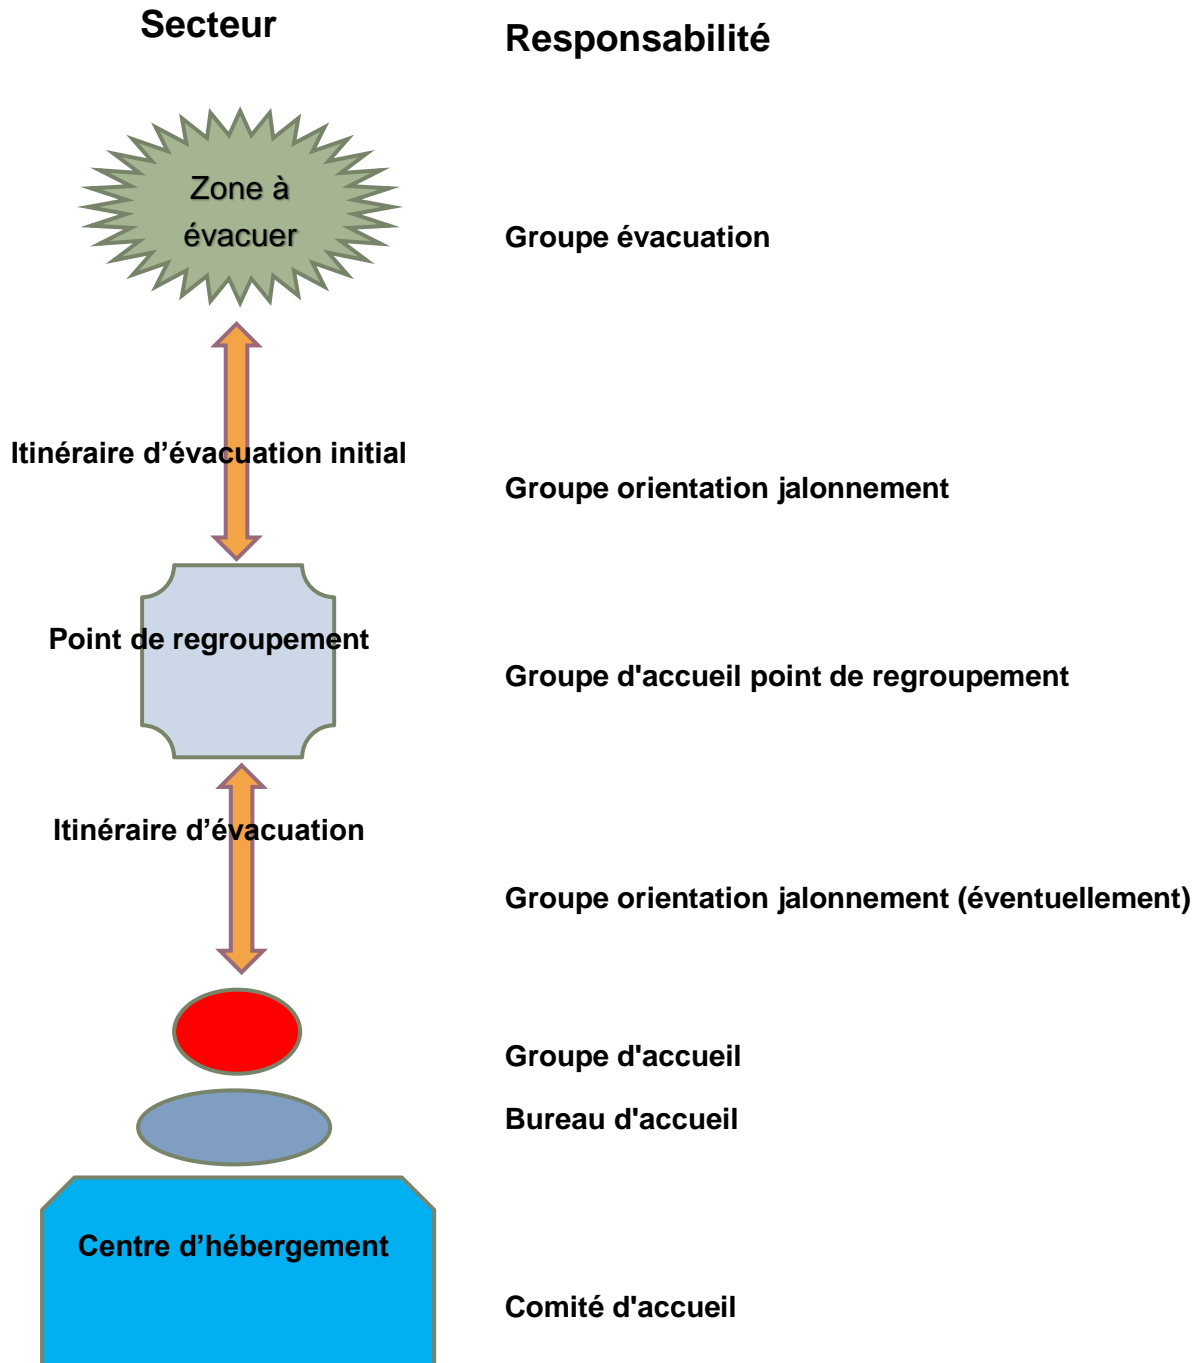 Secteur
Responsabilité
Zone à
évacuer
Groupe évacuation
Itinéraire d’évacuation initial
Groupe orientation jalonnement
Point de regroupement
Groupe d'accueil point de regroupement
Itinéraire d’évacuation
Groupe orientation jalonnement (éventuellement)
Groupe d'accueil
Bureau d'accueil
Centre d’hébergement
Comité d'accueil